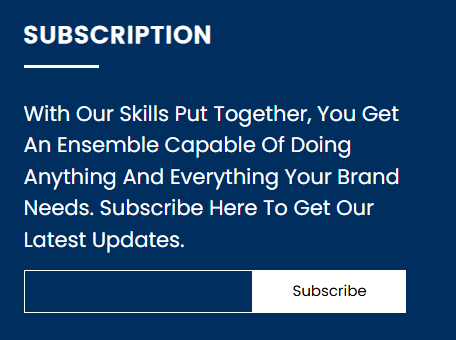 SUBSCRIPTION
With Our Skills Put Together, You Get
An Ensemble Capable Of Doing
Anything And Everything Your Brand
Needs. Subscribe Here To Get Our
Latest Updates.
Subscribe